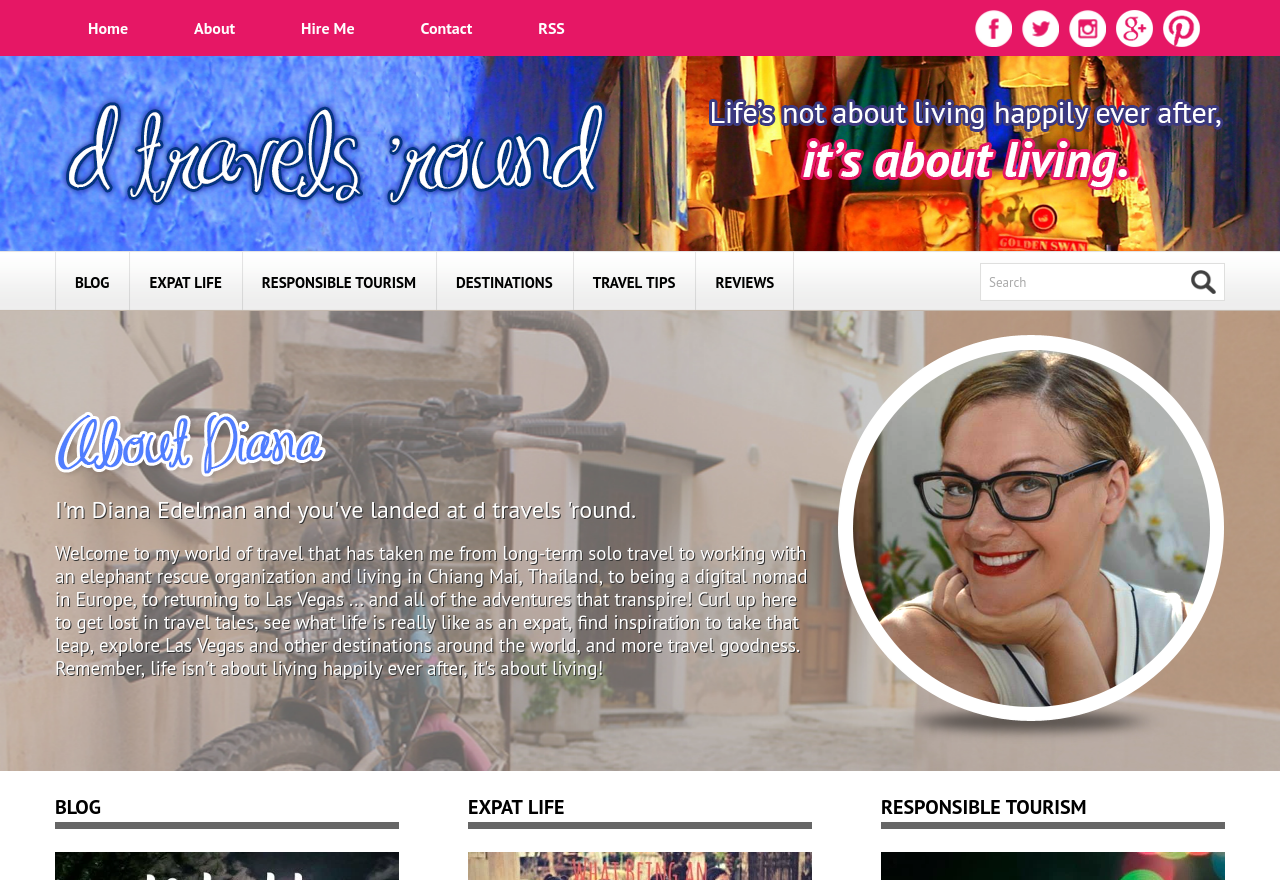 Home About Hire Me Contact RSS
d travels 'round
Life's not about living happily ever after,
it's about living.
GOLDEN SWAN
BLOG EXPAT LIFE RESPONSIBLE TOURISM DESTINATIONS TRAVEL TIPS REVIEWS Search
About Diana
I'm Diana Edelman and you've landed at d travels 'round.
Welcome to my world of travel that has taken me from long-term solo travel to working with
an elephant rescue organization and living in Chiang Mai, Thailand, to being a digital nomad
in Europe, to returning to Las Vegas ... and all of the adventures that transpire! Curl up here
to get lost in travel tales, see what life is really like as an expat, find inspiration to take that
leap, explore Las Vegas and other destinations around the world, and more travel goodness.
Remember, life isn't about living happily ever after, it's about living!
BLOG EXPAT LIFE RESPONSIBLE TOURISM
WHAT BEING AN